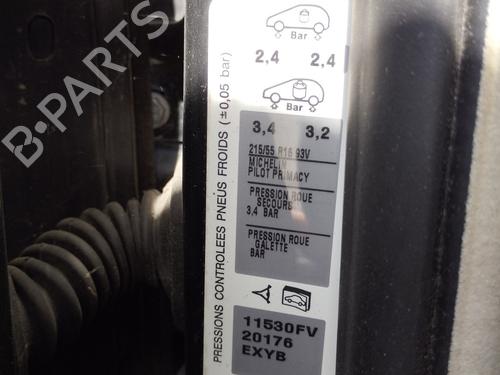 Bar
2,4 2,4
Bar
3,4 3,2
215/55 R16 93V
MICHELIN
PILOT PRIMACY
PRESSION ROUE
SECOURS
3,4 BAR
PRESSION ROUE
GALETTE
BAR
11530FV
20176
EXYB
PRESSIONS CONTROLEES PNEUS FROIDS (±0,05 bar)
B-PARTS